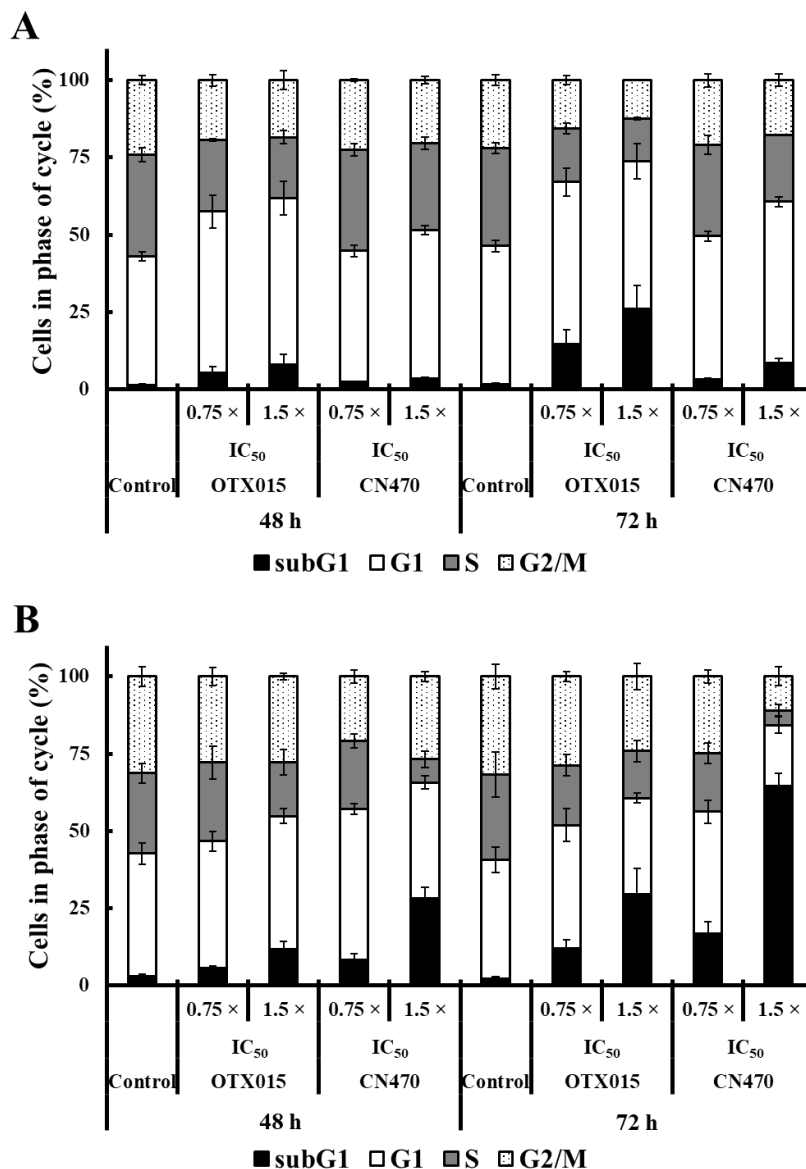 A
Cells in phase of cycle (%)
100
75
50
25
0
0.75 × 1.5 × 0.75 × 1.5 × 0.75 × 1.5 × 0.75 × 1.5 ×
IC50 IC50 IC50 IC50
Control OTX015 CN470 Control OTX015 CN470
48 h 72 h
subG1 G1 S G2/M
B
Cells in phase of cycle (%)
100
75
50
25
0
0.75 × 1.5 × 0.75 × 1.5 × 0.75 × 1.5 × 0.75 × 1.5 ×
IC50 IC50 IC50 IC50
Control OTX015 CN470 Control OTX015 CN470
48 h 72 h
subG1 G1 S G2/M